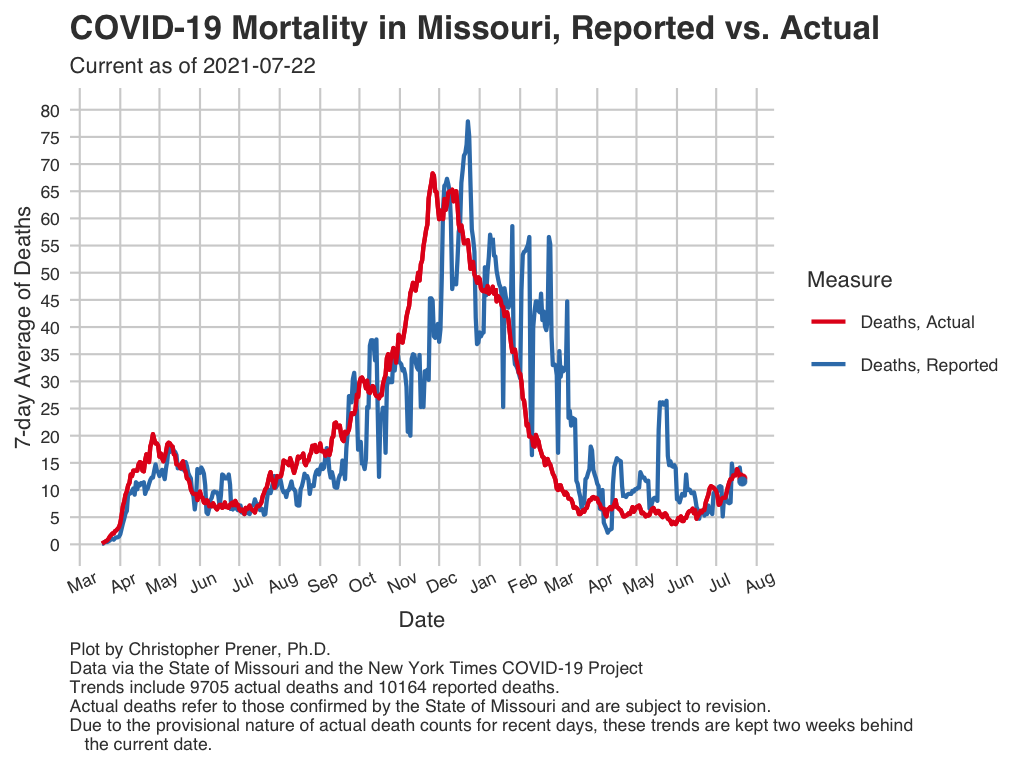 COVID-19 Mortality in Missouri, Reported vs. Actual
Current as of 2021-07-22
80
75
70
65
60
55
50
45
40
35
30
25
20
15
10
5
0
7-day Average of Deaths
Mar Apr May Jun Jul Aug Sep Oct Nov Dec Jan Feb Mar Apr May Jun Jul Aug
Date
Measure
Deaths, Actual
Deaths, Reported
Plot by Christopher Prener, Ph.D.
Data via the State of Missouri and the New York Times COVID-19 Project
Trends include 9705 actual deaths and 10164 reported deaths.
Actual deaths refer to those confirmed by the State of Missouri and are subject to revision.
Due to the provisional nature of actual death counts for recent days, these trends are kept two weeks behind
the current date.